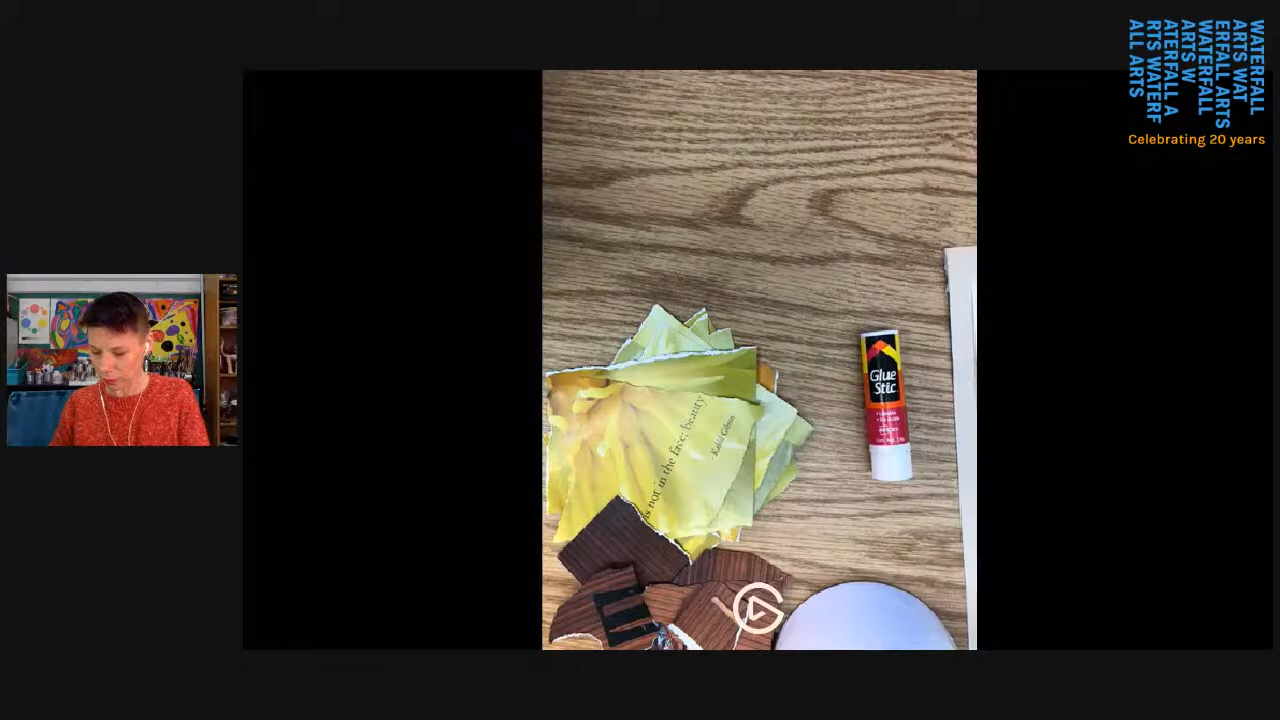 WATERFALL
ARTS WAT
ERFALL ARTS
WATERFALL
ARTS W
ATERFALL A
RTS WATERF
ALL ARTS
Celebrating 20 years
Glue
Stic
is not in the face; beauty
-Kahlil Gibran